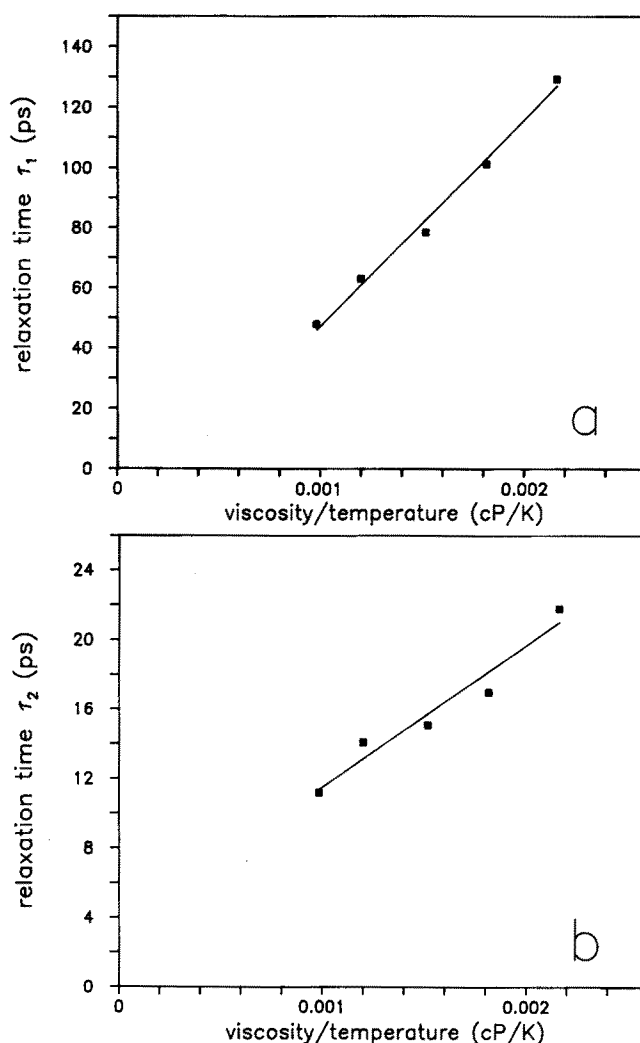 140
120
100
80
60
40
20
0
relaxation time τ₁ (ps)
0 0.001 0.002
viscosity/temperature (cP/K)
a
24
20
16
12
8
4
0
relaxation time τ₂ (ps)
0 0.001 0.002
viscosity/temperature (cP/K)
b